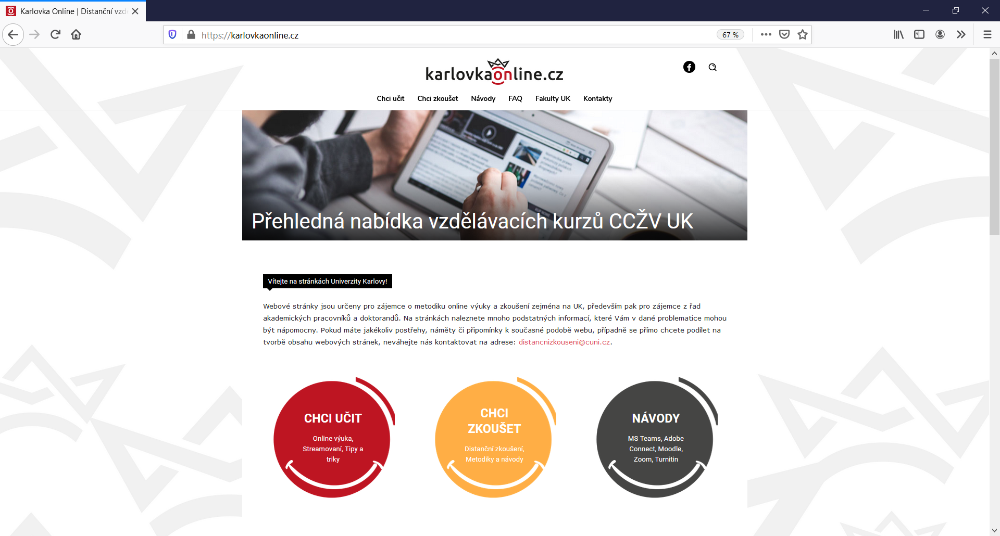 Karlovka Online | Distanční vzd
https://karlovkaonline.cz
67 %
karlovkaonline.cz
Chci učit
Chci zkoušet
Návody
FAQ
Fakulty UK
Kontakty
Přehledná nabídka vzdělávacích kurzů CCŽV UK
Vítejte na stránkách Univerzity Karlovy!
Webové stránky jsou určeny pro zájemce o metodiku online výuky a zkoušení zejména na UK, především pak pro zájemce z řad
akademických pracovníků a doktorandů. Na stránkách naleznete mnoho podstatných informací, které Vám v dané problematice mohou
být nápomocny. Pokud máte jakékoliv postřehy, náměty či připomínky k současné podobě webu, případně se přímo chcete podílet na
tvorbě obsahu webových stránek, neváhejte nás kontaktovat na adrese: distancnizkouseni@cuni.cz.
CHCI UČIT
Online výuka,
Streamovaní, Tipy a
triky
CHCI
ZKOUŠET
Distanční zkoušení,
Metodiky a návody
NÁVODY
MS Teams, Adobe
Connect, Moodle,
Zoom, Turnitin